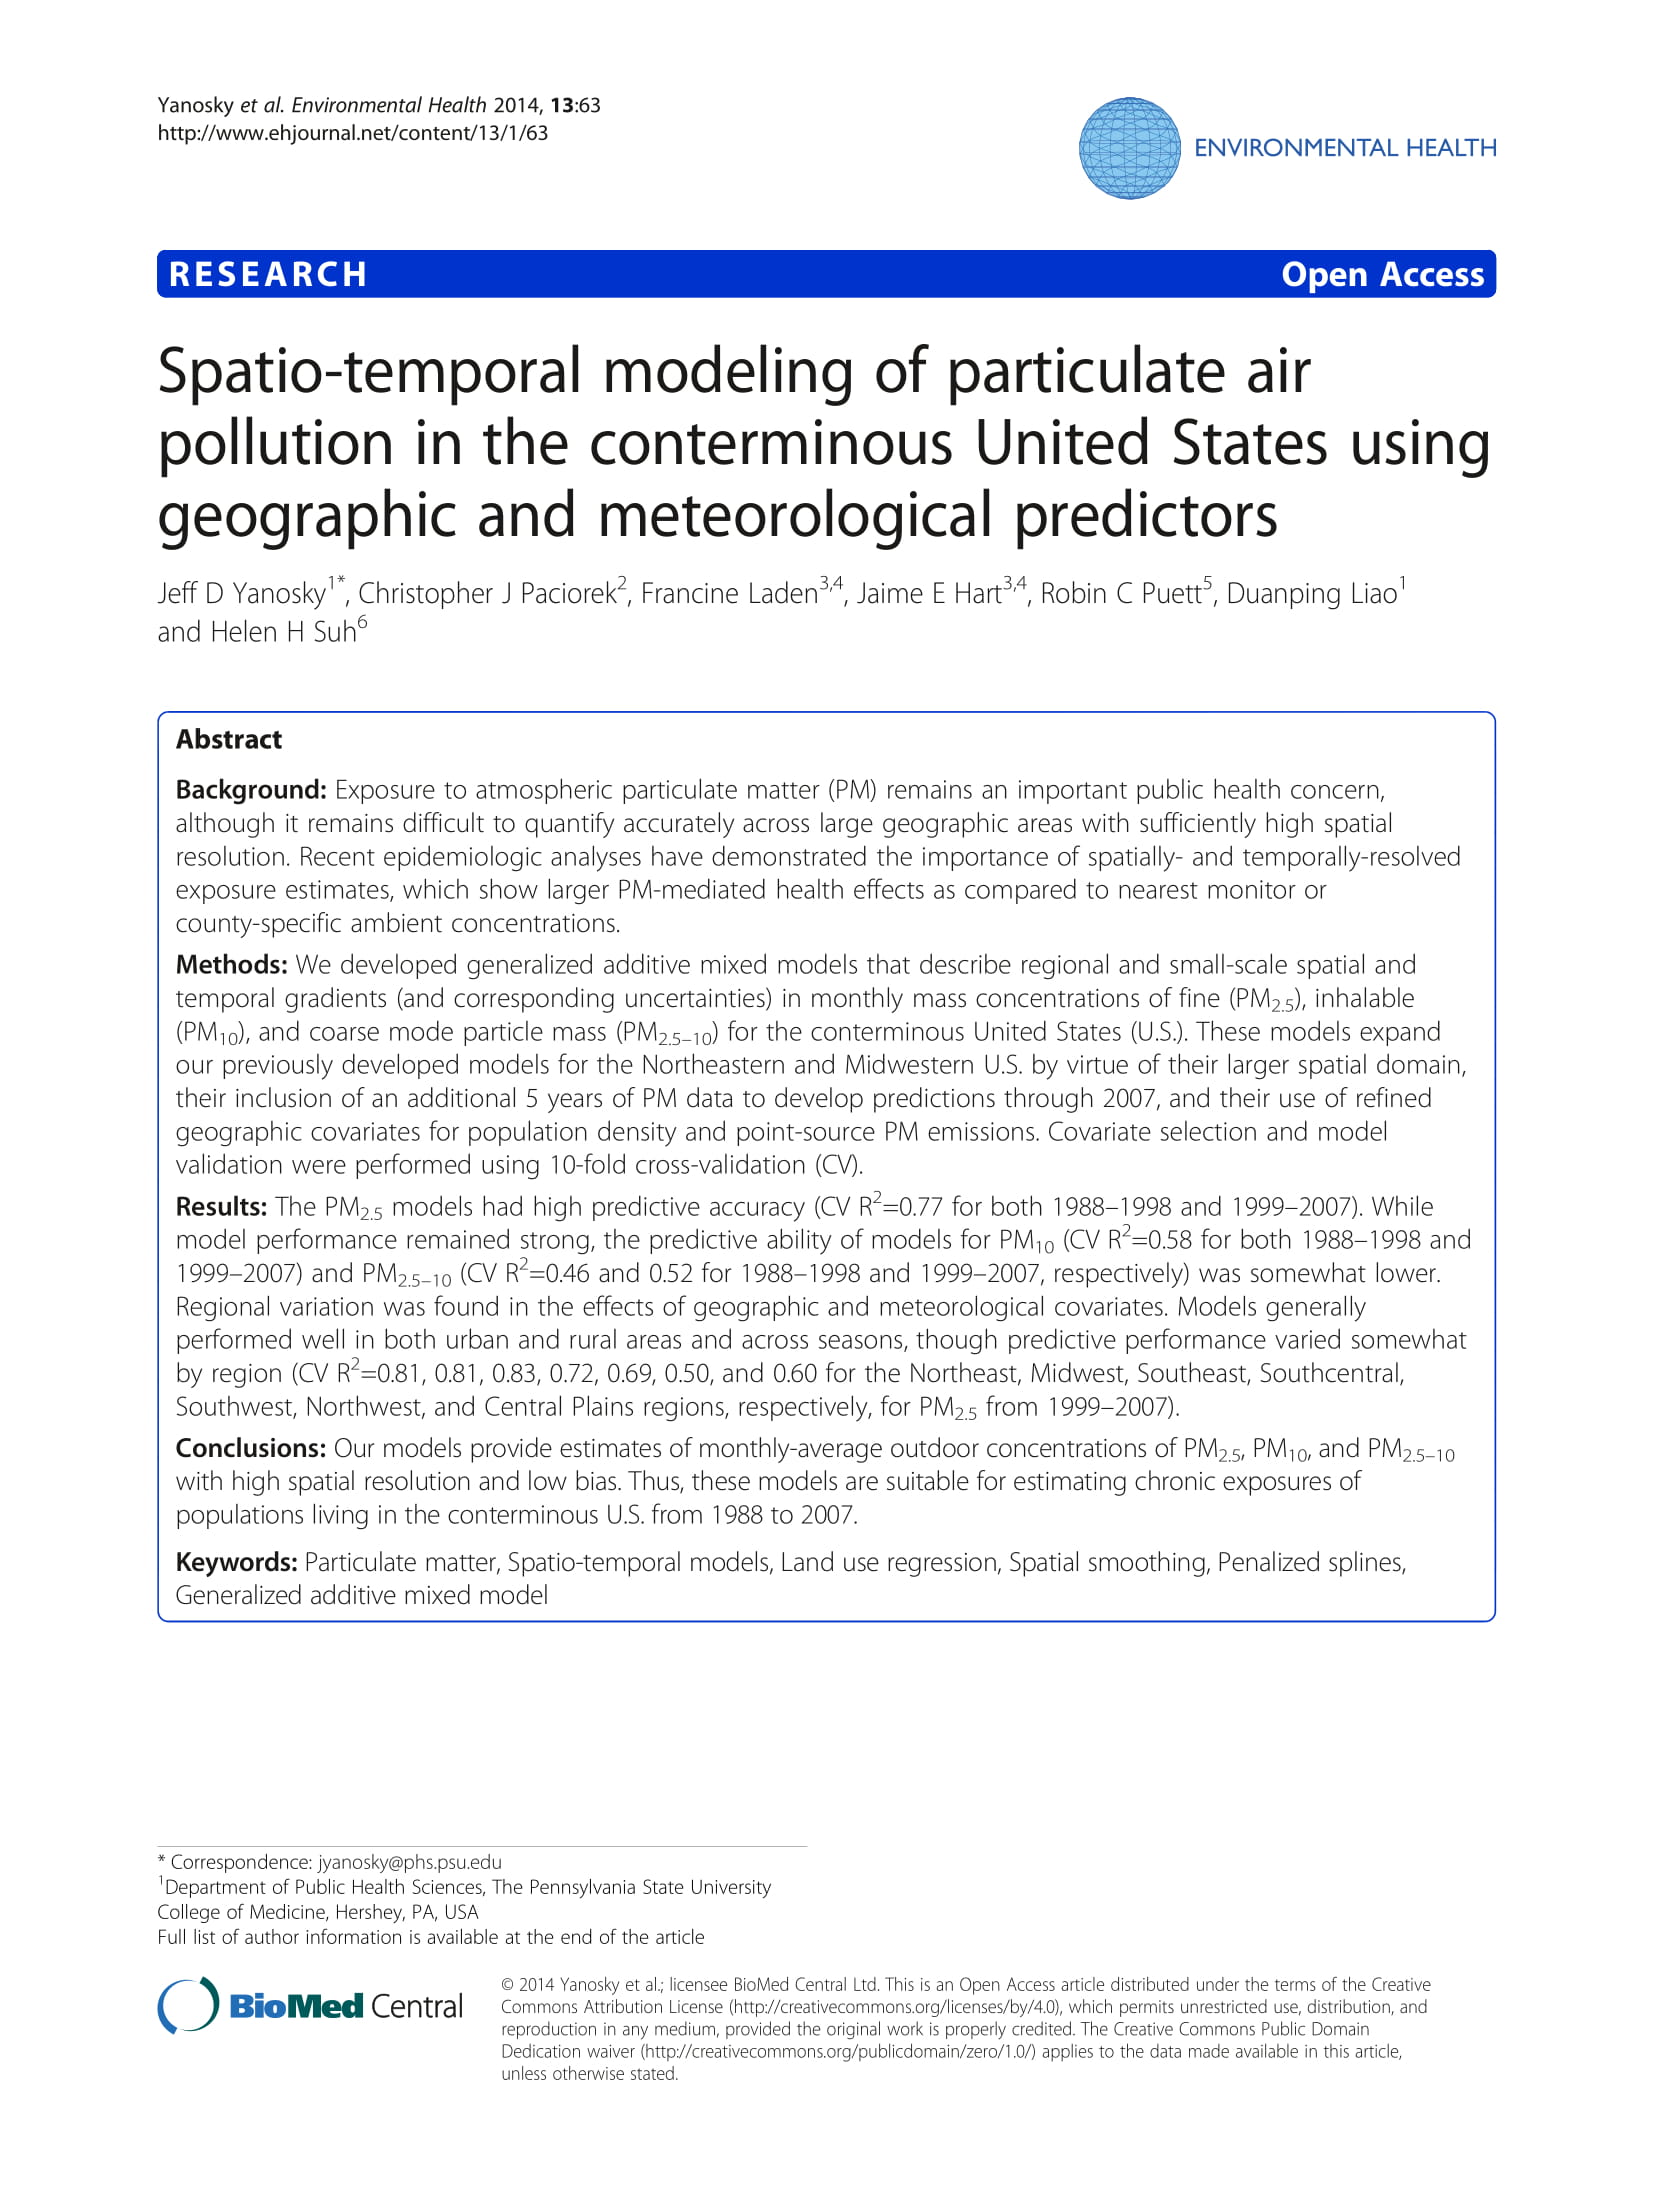 Yanosky et al. Environmental Health 2014, 13:63
http://www.ehjournal.net/content/13/1/63
ENVIRONMENTAL HEALTH
RESEARCH
Open Access
Spatio-temporal modeling of particulate air
pollution in the conterminous United States using
geographic and meteorological predictors
Jeff D Yanosky1*, Christopher J Paciorek2, Francine Laden3,4, Jaime E Hart3,4, Robin C Puett5, Duanping Liao1
and Helen H Suh6
Abstract
Background: Exposure to atmospheric particulate matter (PM) remains an important public health concern,
although it remains difficult to quantify accurately across large geographic areas with sufficiently high spatial
resolution. Recent epidemiologic analyses have demonstrated the importance of spatially- and temporally-resolved
exposure estimates, which show larger PM-mediated health effects as compared to nearest monitor or
county-specific ambient concentrations.
Methods: We developed generalized additive mixed models that describe regional and small-scale spatial and
temporal gradients (and corresponding uncertainties) in monthly mass concentrations of fine (PM2.5), inhalable
(PM10), and coarse mode particle mass (PM2.5–10) for the conterminous United States (U.S.). These models expand
our previously developed models for the Northeastern and Midwestern U.S. by virtue of their larger spatial domain,
their inclusion of an additional 5 years of PM data to develop predictions through 2007, and their use of refined
geographic covariates for population density and point-source PM emissions. Covariate selection and model
validation were performed using 10-fold cross-validation (CV).
Results: The PM2.5 models had high predictive accuracy (CV R2=0.77 for both 1988–1998 and 1999–2007). While
model performance remained strong, the predictive ability of models for PM10 (CV R2=0.58 for both 1988–1998 and
1999–2007) and PM2.5–10 (CV R2=0.46 and 0.52 for 1988–1998 and 1999–2007, respectively) was somewhat lower.
Regional variation was found in the effects of geographic and meteorological covariates. Models generally
performed well in both urban and rural areas and across seasons, though predictive performance varied somewhat
by region (CV R2=0.81, 0.81, 0.83, 0.72, 0.69, 0.50, and 0.60 for the Northeast, Midwest, Southeast, Southcentral,
Southwest, Northwest, and Central Plains regions, respectively, for PM2.5 from 1999–2007).
Conclusions: Our models provide estimates of monthly-average outdoor concentrations of PM2.5, PM10, and PM2.5–10
with high spatial resolution and low bias. Thus, these models are suitable for estimating chronic exposures of
populations living in the conterminous U.S. from 1988 to 2007.
Keywords: Particulate matter, Spatio-temporal models, Land use regression, Spatial smoothing, Penalized splines,
Generalized additive mixed model
* Correspondence: jyanosky@phs.psu.edu
1Department of Public Health Sciences, The Pennsylvania State University
College of Medicine, Hershey, PA, USA
Full list of author information is available at the end of the article
BioMed Central
© 2014 Yanosky et al.; licensee BioMed Central Ltd. This is an Open Access article distributed under the terms of the Creative
Commons Attribution License (http://creativecommons.org/licenses/by/4.0), which permits unrestricted use, distribution, and
reproduction in any medium, provided the original work is properly credited. The Creative Commons Public Domain
Dedication waiver (http://creativecommons.org/publicdomain/zero/1.0/) applies to the data made available in this article,
unless otherwise stated.